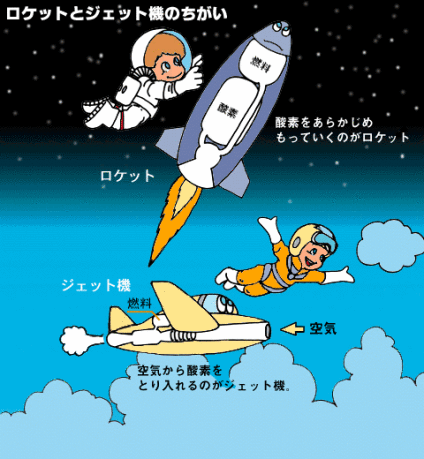 ロケットとジェット機のちがい
燃料
酸素
酸素をあらかじめ
もっていくのがロケット
ロケット
ジェット機
燃料
空気
空気から酸素を
とり入れるのがジェット機。